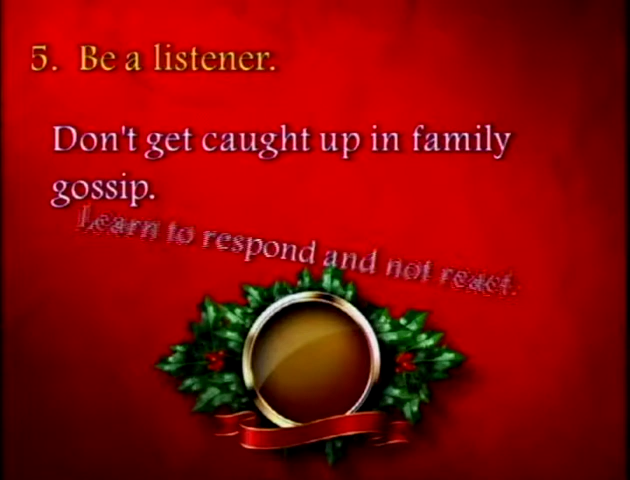 5. Be a listener.
Don't get caught up in family
gossip.
Learn to respond and not react.